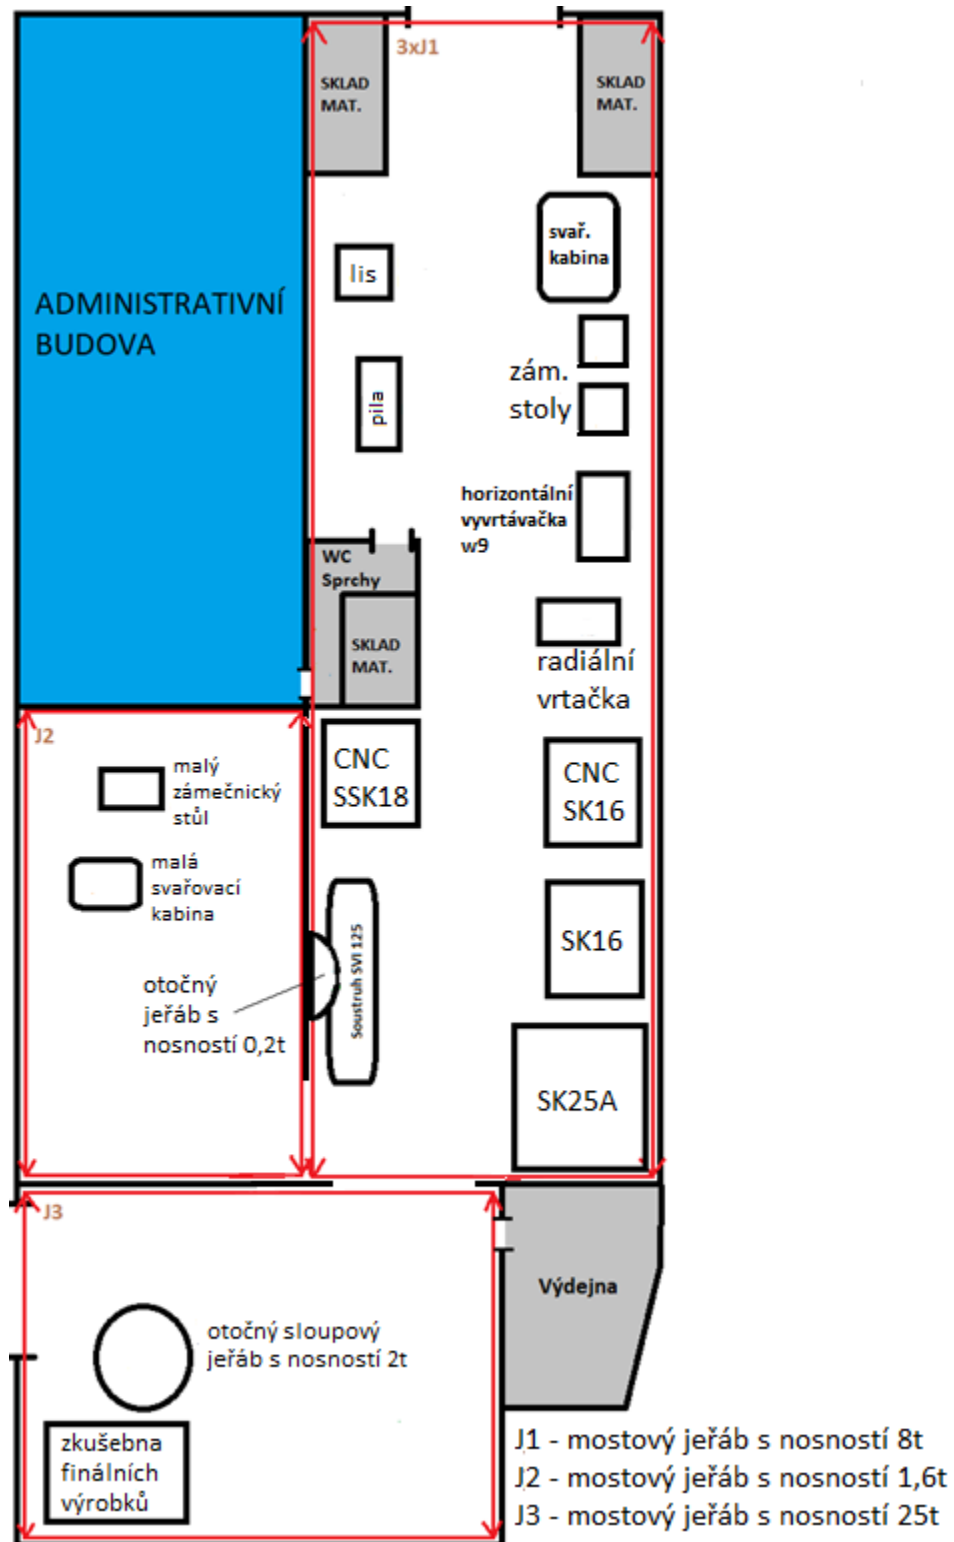 3xJ1
SKLAD
MAT.
SKLAD
MAT.
svař.
kabina
lis
ADMINISTRATIVNÍ
BUDOVA
zám.
stoly
pila
horizontální
vyvrtávačka
w9
WC
Sprchy
SKLAD
MAT.
radiální
vrtačka
J2
malý
zámečnický
stůl
CNC
SSK18
CNC
SK16
malá
svařovací
kabina
Soustruh SVI 125
SK16
otočný
jeřáb s
nosností 0,2t
SK25A
J3
Výdejna
otočný sloupový
jeřáb s nosností 2t
zkušebna
finálních
výrobků
J1 - mostový jeřáb s nosností 8t
J2 - mostový jeřáb s nosností 1,6t
J3 - mostový jeřáb s nosností 25t